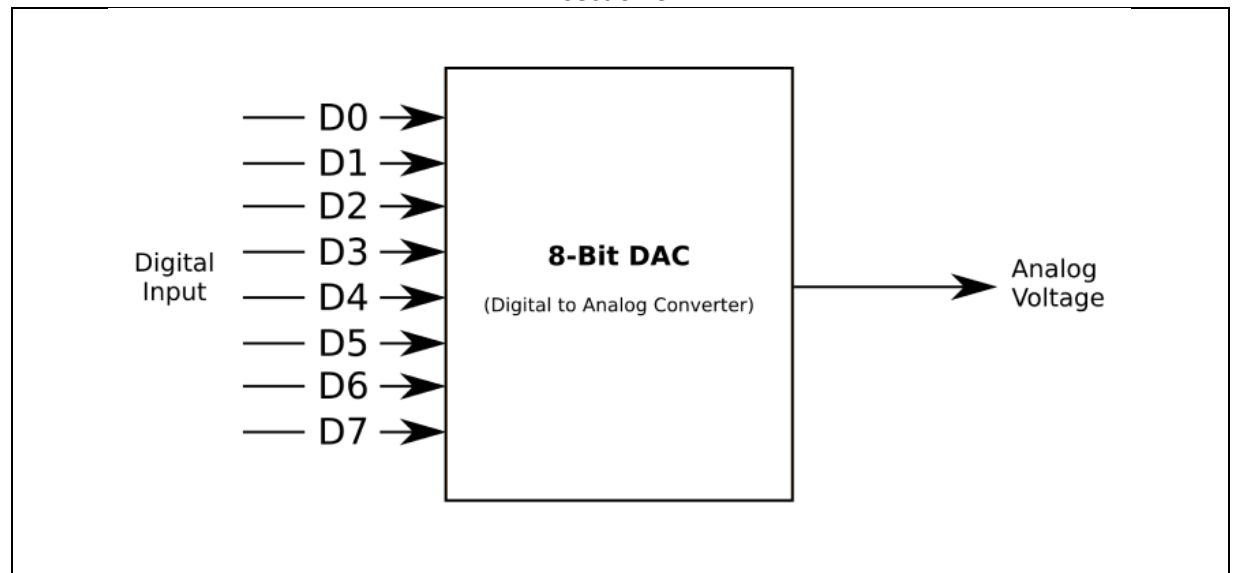 D0
D1
D2
D3
D4
D5
D6
D7
Digital
Input
8-Bit DAC
(Digital to Analog Converter)
Analog
Voltage